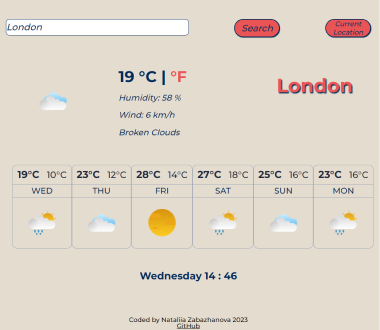 London
Search
Current
Location
19 °C | °F
Humidity: 58 %
Wind: 6 km/h
Broken Clouds
London
19°C 10°C 23°C 12°C 28°C 14°C 27°C 18°C 25°C 16°C 23°C 16°C
WED THU FRI SAT SUN MON
Wednesday 14 : 46
Coded by Nataliia Zabazhanova 2023
GitHub